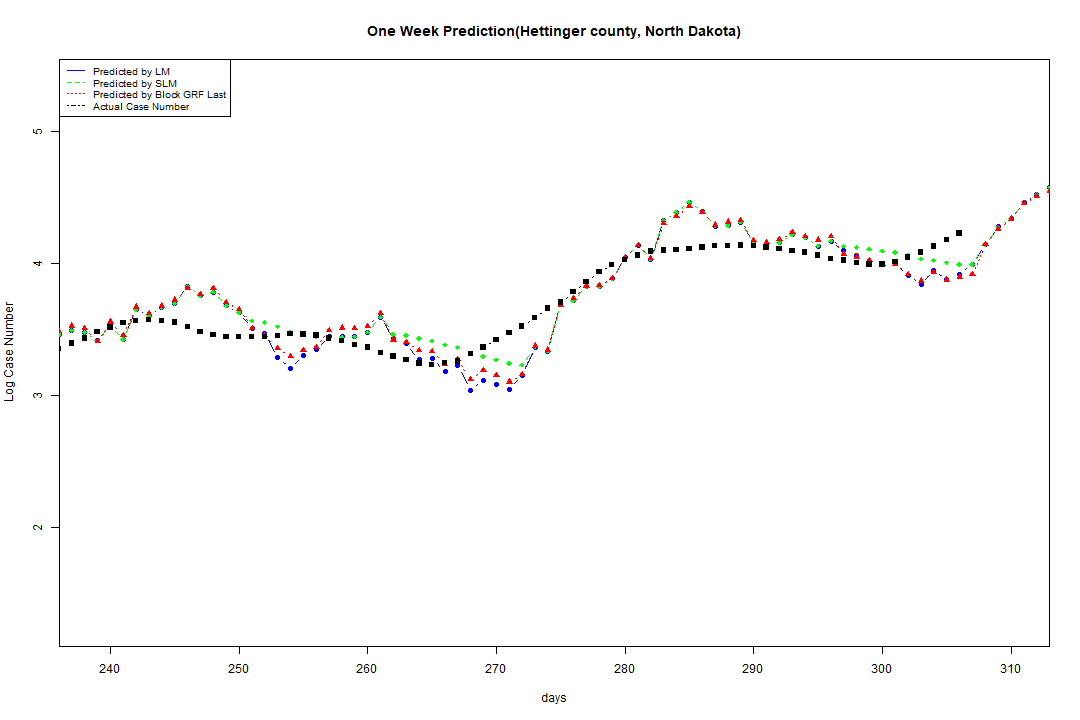 One Week Prediction(Hettinger county, North Dakota)
Predicted by LM
Predicted by SLM
Predicted by Block GRF Last
Actual Case Number
5
4
3
2
Log Case Number
240 250 260 270 280 290 300 310
days